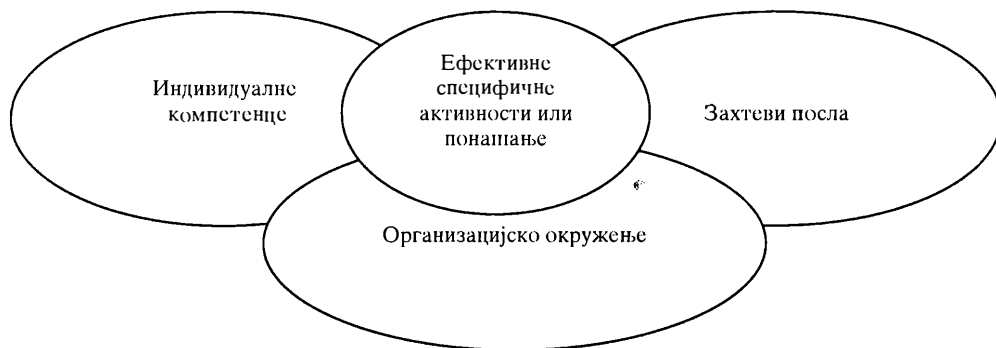 Индивидуалне
компетенце
Ефективне
специфичне
активности или
понашање
Захтеви посла
Организацијско окружење